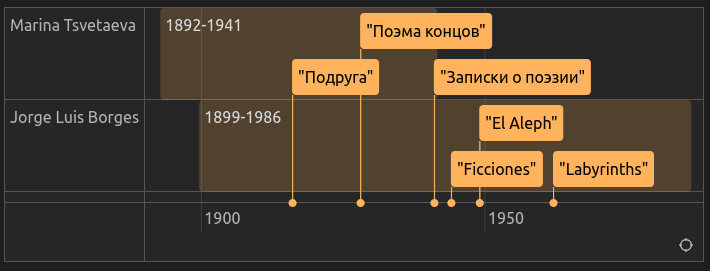 Marina Tsvetaeva
1892-1941
"Поэма концов"
"Подруга"
"Записки о поэзии"
Jorge Luis Borges
1899-1986
"El Aleph"
"Ficciones"
"Labyrinths"
1900
1950